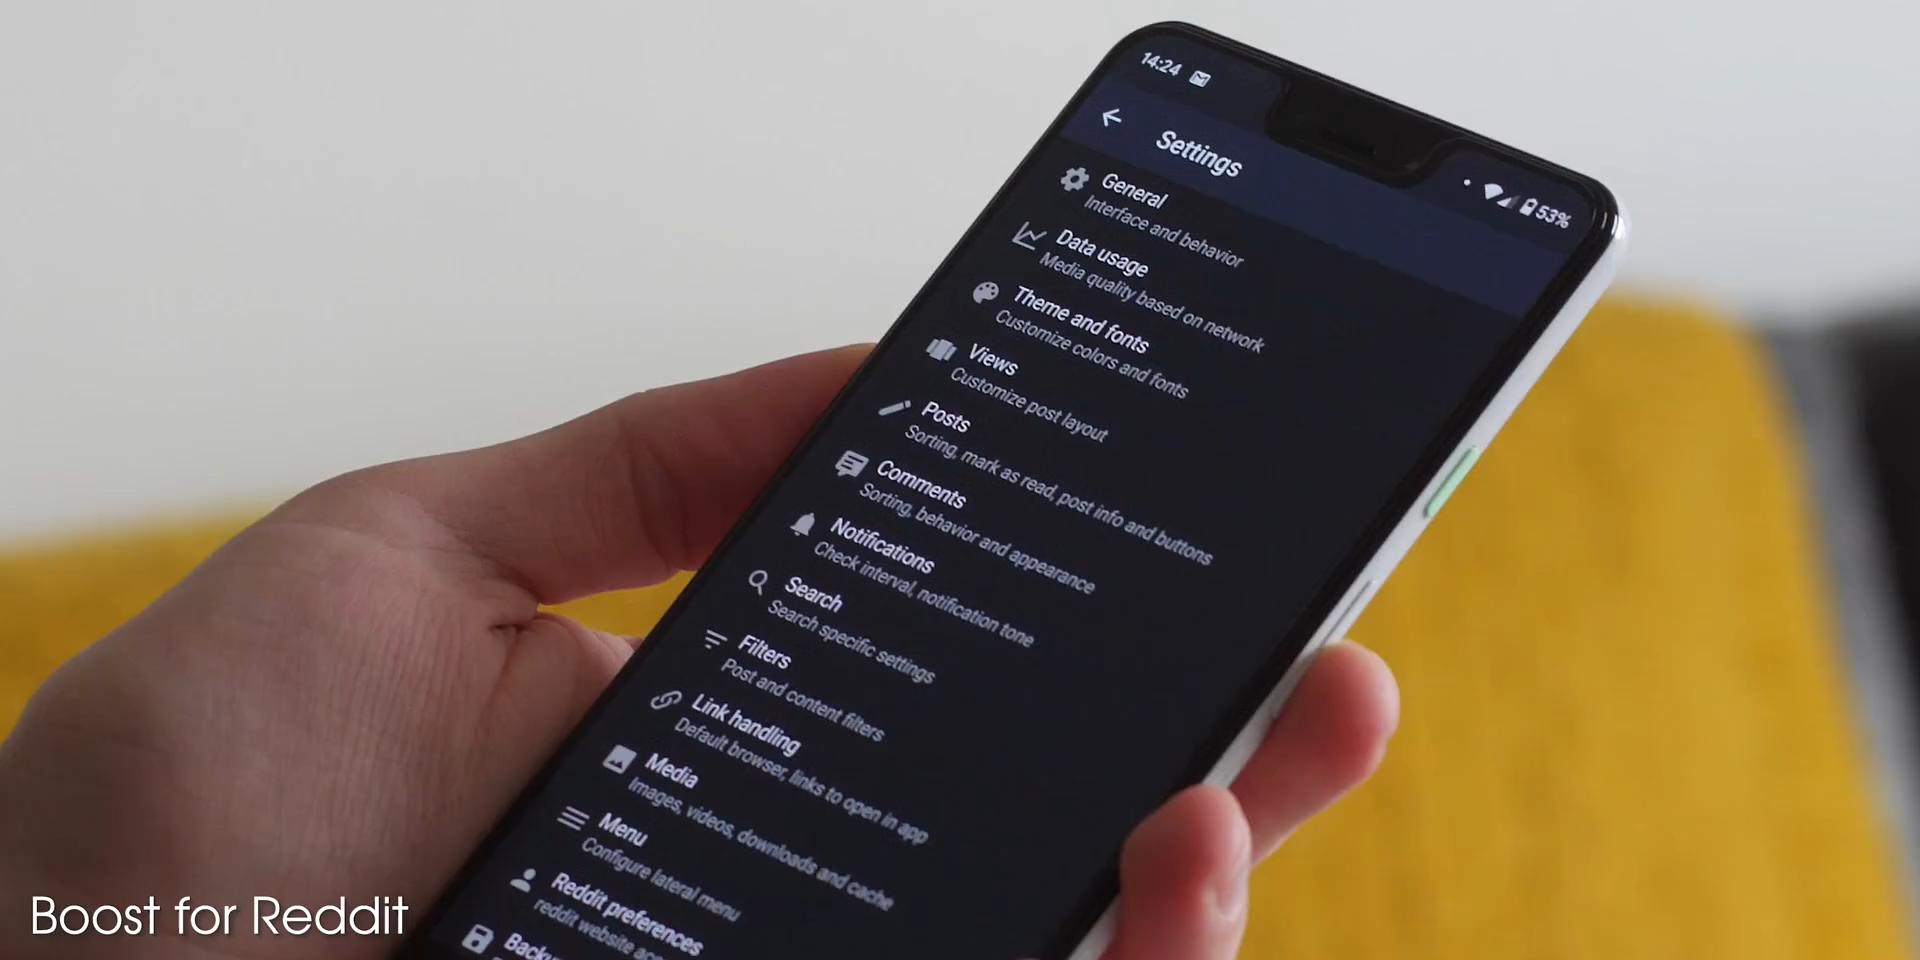 14:24
53%
Settings
General
Interface and behavior
Data usage
Media quality based on network
Theme and fonts
Customize colors and fonts
Views
Customize post layout
Posts
Sorting, mark as read, post info and buttons
Comments
Sorting, behavior and appearance
Notifications
Check interval, notification tone
Search
Search specific settings
Filters
Post and content filters
Link handling
Default browser, links to open in app
Media
Images, videos, downloads and cache
Menu
Configure lateral menu
Reddit preferences
reddit website
Boost for Reddit